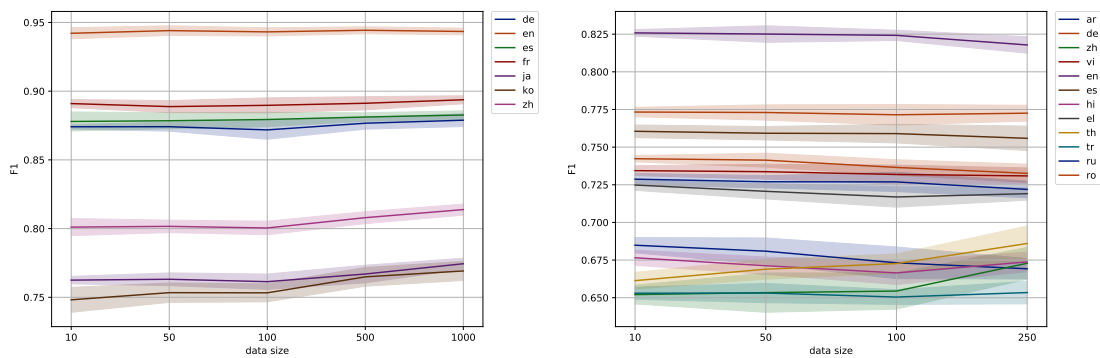 0.95
0.90
0.85
0.80
0.75
F1
10
50
100
500
1000
data size
de
en
es
fr
ja
ko
zh
0.825
0.800
0.775
0.750
0.725
0.700
0.675
0.650
F1
10
50
100
250
data size
ar
de
zh
vi
en
es
hi
el
th
tr
ru
ro